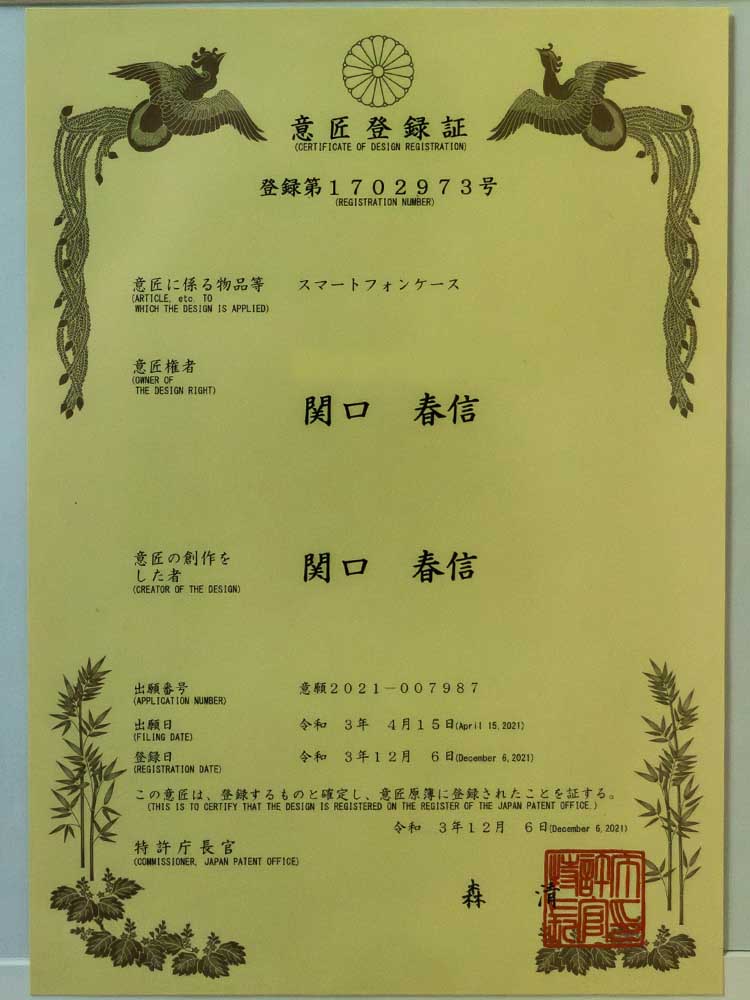 意匠登録証
(CERTIFICATE OF DESIGN REGISTRATION)
登録第１７０２９７３号
(REGISTRATION NUMBER)
意匠に係る物品等　スマートフォンケース
(ARTICLE, etc. TO
WHICH THE DESIGN IS APPLIED)
意匠権者
(OWNER OF
THE DESIGN RIGHT)
関口　春信
意匠の創作を
した者
(CREATOR OF THE DESIGN)
関口　春信
出願番号　意願２０２１－００７９８７
(APPLICATION NUMBER)
出願日　令和　３年　４月１５日(April 15,2021)
(FILING DATE)
登録日　令和　３年１２月　６日(December 6,2021)
(REGISTRATION DATE)
この意匠は、登録するものと確定し、意匠原簿に登録されたことを証する。
(THIS IS TO CERTIFY THAT THE DESIGN IS REGISTERED ON THE REGISTER OF THE JAPAN PATENT OFFICE.)
令和　３年１２月　６日(December 6,2021)
特許庁長官
(COMMISSIONER, JAPAN PATENT OFFICE)
森　清